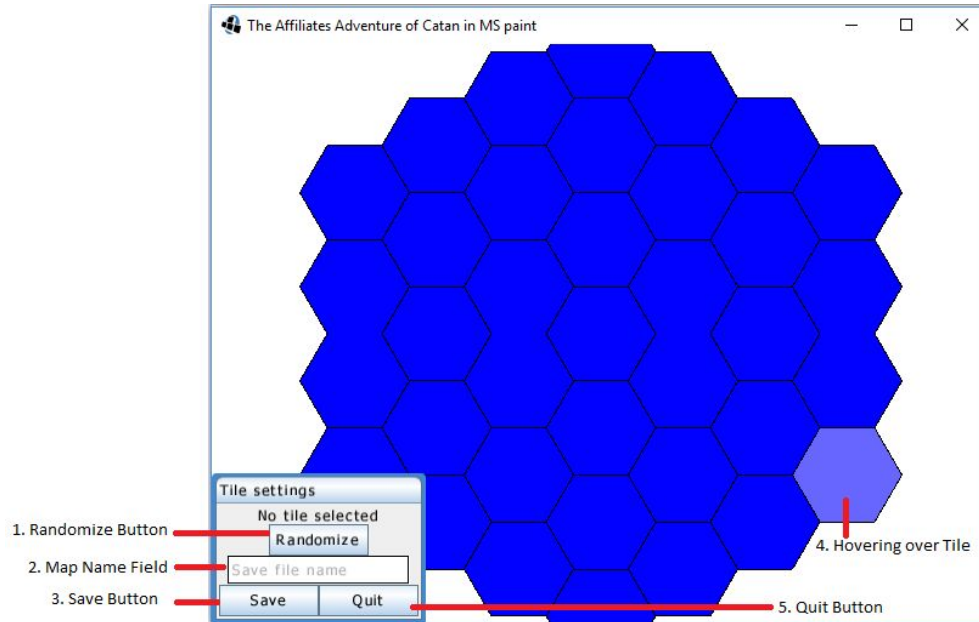 The Affiliates Adventure of Catan in MS paint
Tile settings
No tile selected
1. Randomize Button
Randomize
2. Map Name Field
Save file name
3. Save Button
Save
Quit
4. Hovering over Tile
5. Quit Button